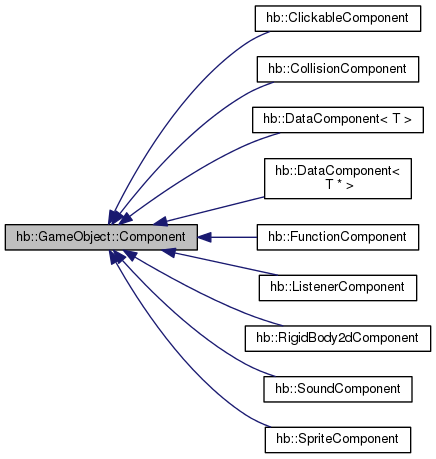 hb::ClickableComponent
hb::CollisionComponent
hb::DataComponent< T >
hb::DataComponent<
T * >
hb::GameObject::Component
hb::FunctionComponent
hb::ListenerComponent
hb::RigidBody2dComponent
hb::SoundComponent
hb::SpriteComponent